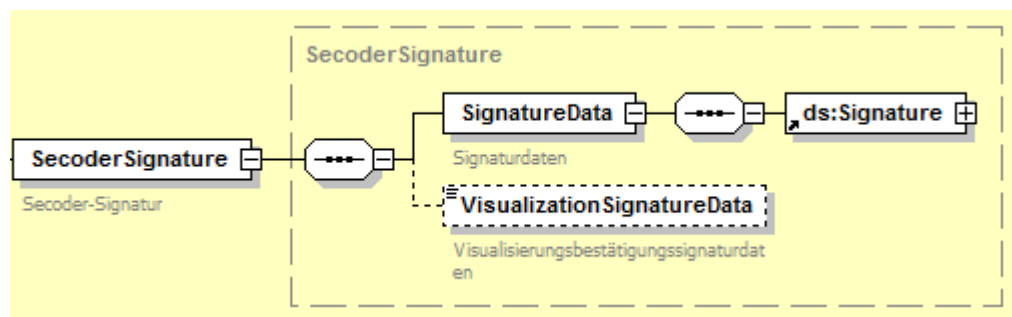 SecoderSignature
SignatureData
ds:Signature
Signaturdaten
SecoderSignature
Secoder-Signatur
VisualizationSignatureData
Visualisierungsbestätigungssignaturdat
en